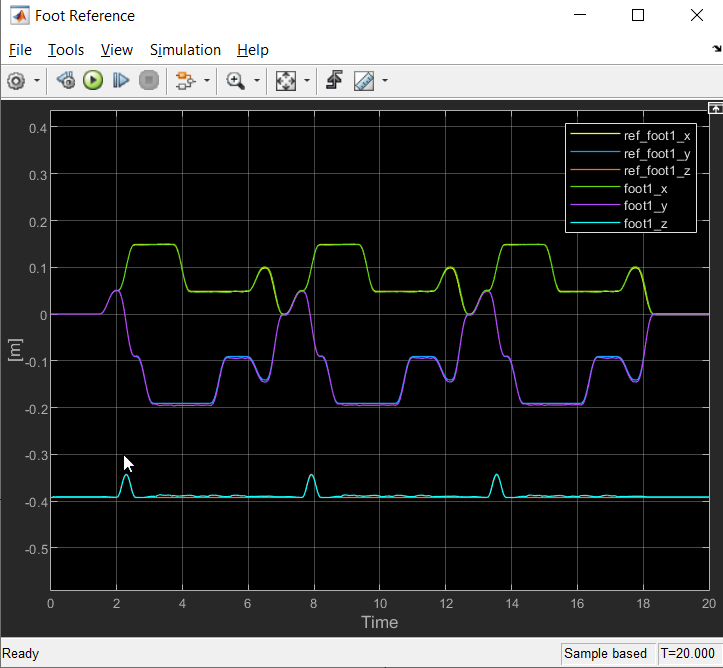 Foot Reference
File Tools View Simulation Help
ref_foot1_x
ref_foot1_y
ref_foot1_z
foot1_x
foot1_y
foot1_z
0.4
0.3
0.2
0.1
0
-0.1
-0.2
-0.3
-0.4
-0.5
[m]
0 2 4 6 8 10 12 14 16 18 20
Time
Ready Sample based T=20.000